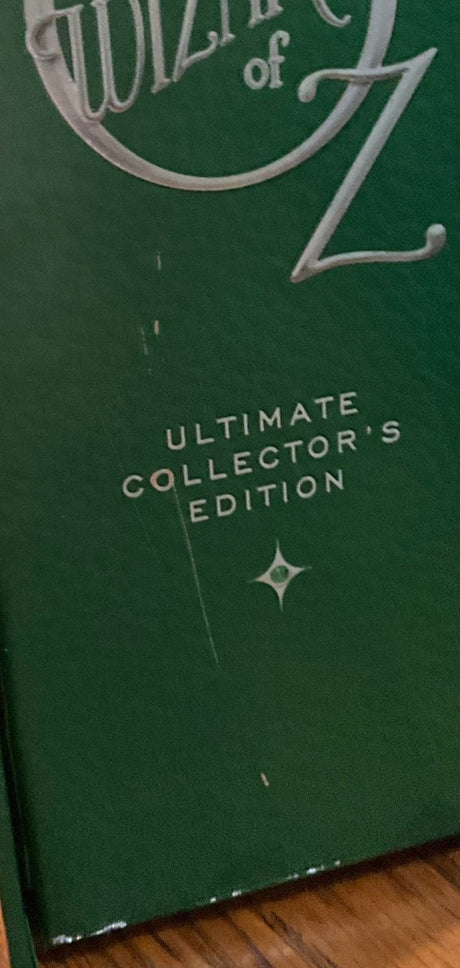 of
Z
ULTIMATE
COLLECTOR'S
EDITION